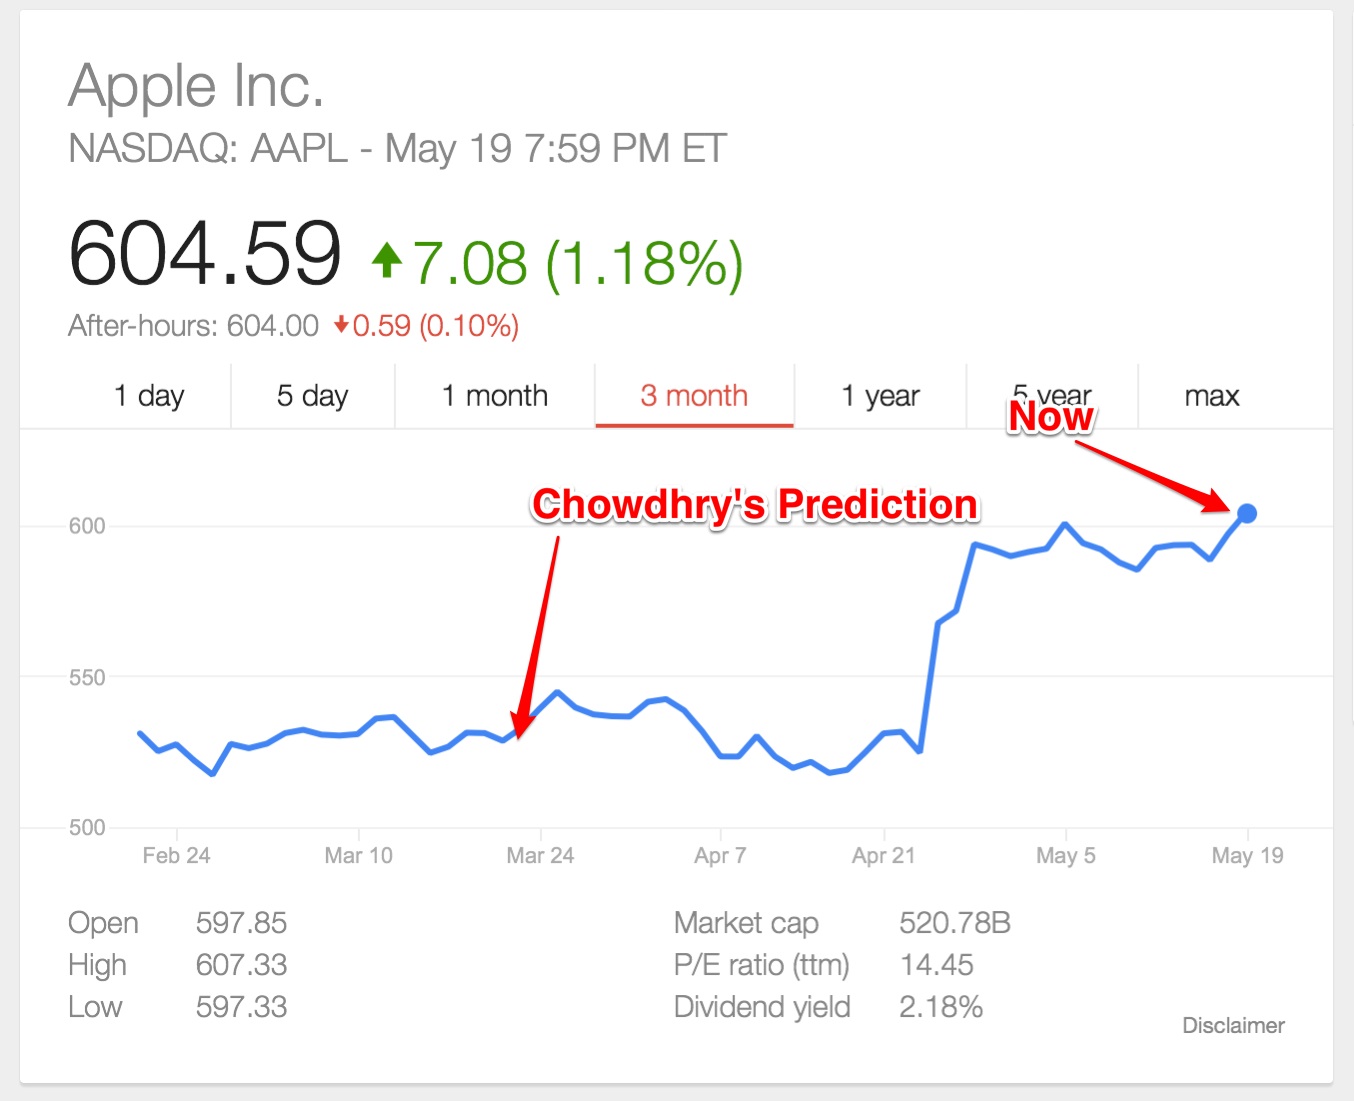 Apple Inc.
NASDAQ: AAPL - May 19 7:59 PM ET
604.59 7.08 (1.18%)
After-hours: 604.00 0.59 (0.10%)
1 day 5 day 1 month 3 month 1 year 5 year max
Now
Chowdhry's Prediction
600
550
500
Feb 24 Mar 10 Mar 24 Apr 7 Apr 21 May 5 May 19
Open 597.85 Market cap 520.78B
High 607.33 P/E ratio (ttm) 14.45
Low 597.33 Dividend yield 2.18%
Disclaimer